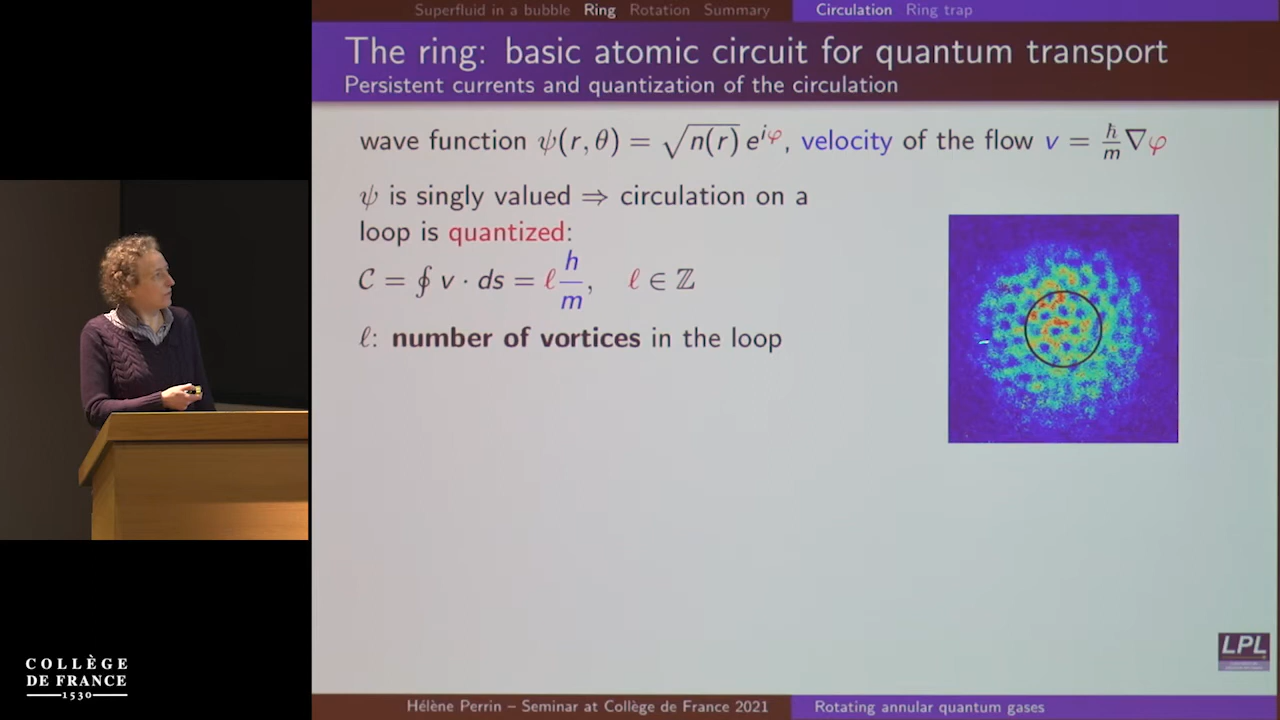 Superfluid in a bubble Ring Rotation Summary Circulation Ring trap
The ring: basic atomic circuit for quantum transport
Persistent currents and quantization of the circulation
wave function ψ(r, θ) = √n(r) e^{iφ}, velocity of the flow v = ℏ/m ∇φ
ψ is singly valued ⇒ circulation on a
loop is quantized:
C = ∮ v · ds = ℓ h/m, ℓ ∈ ℤ
ℓ: number of vortices in the loop
LPL
COLLÈGE
DE FRANCE
1530
Hélène Perrin – Seminar at Collège de France 2021 Rotating annular quantum gases